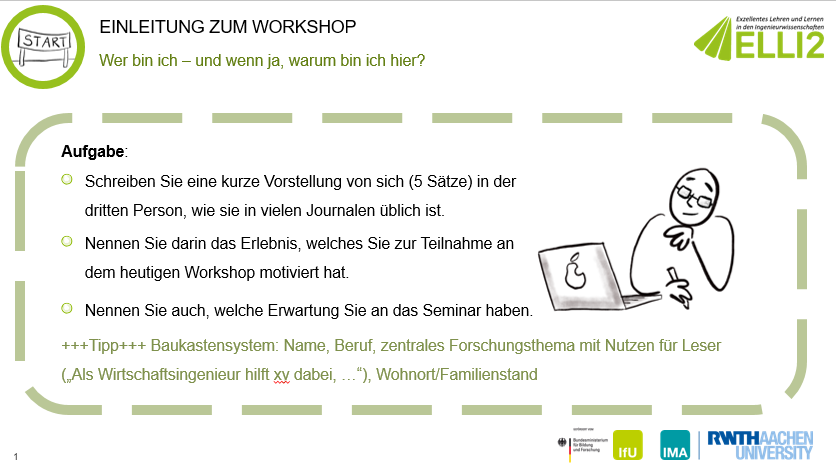 START
EINLEITUNG ZUM WORKSHOP
Wer bin ich – und wenn ja, warum bin ich hier?
Exzellentes Lehren und Lernen
in den Ingenieurwissenschaften
ELLI2
Aufgabe:
Schreiben Sie eine kurze Vorstellung von sich (5 Sätze) in der
dritten Person, wie sie in vielen Journalen üblich ist.
Nennen Sie darin das Erlebnis, welches Sie zur Teilnahme an
dem heutigen Workshop motiviert hat.
Nennen Sie auch, welche Erwartung Sie an das Seminar haben.
+++Tipp+++ Baukastensystem: Name, Beruf, zentrales Forschungsthema mit Nutzen für Leser
(„Als Wirtschaftsingenieur hilft xy dabei, …“), Wohnort/Familienstand
1
GEFÖRDERT VOM
Bundesministerium
für Bildung
und Forschung
IfU
IMA
RWTH AACHEN
UNIVERSITY